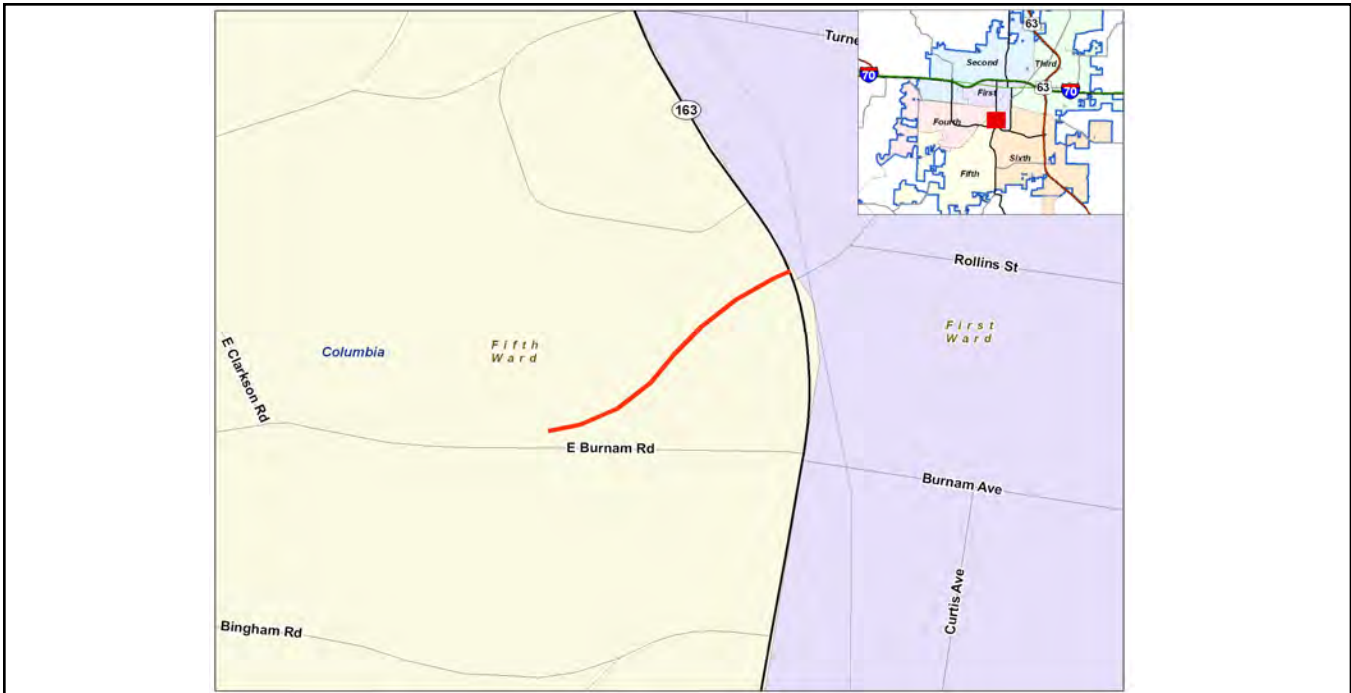 Turne
63
Second
Third
70
63
70
First
163
Fourth
Sixth
Fifth
Rollins St
First
Ward
E Clarkson Rd
Columbia
Fifth
Ward
E Burnam Rd
Burnam Ave
Curtis Ave
Bingham Rd